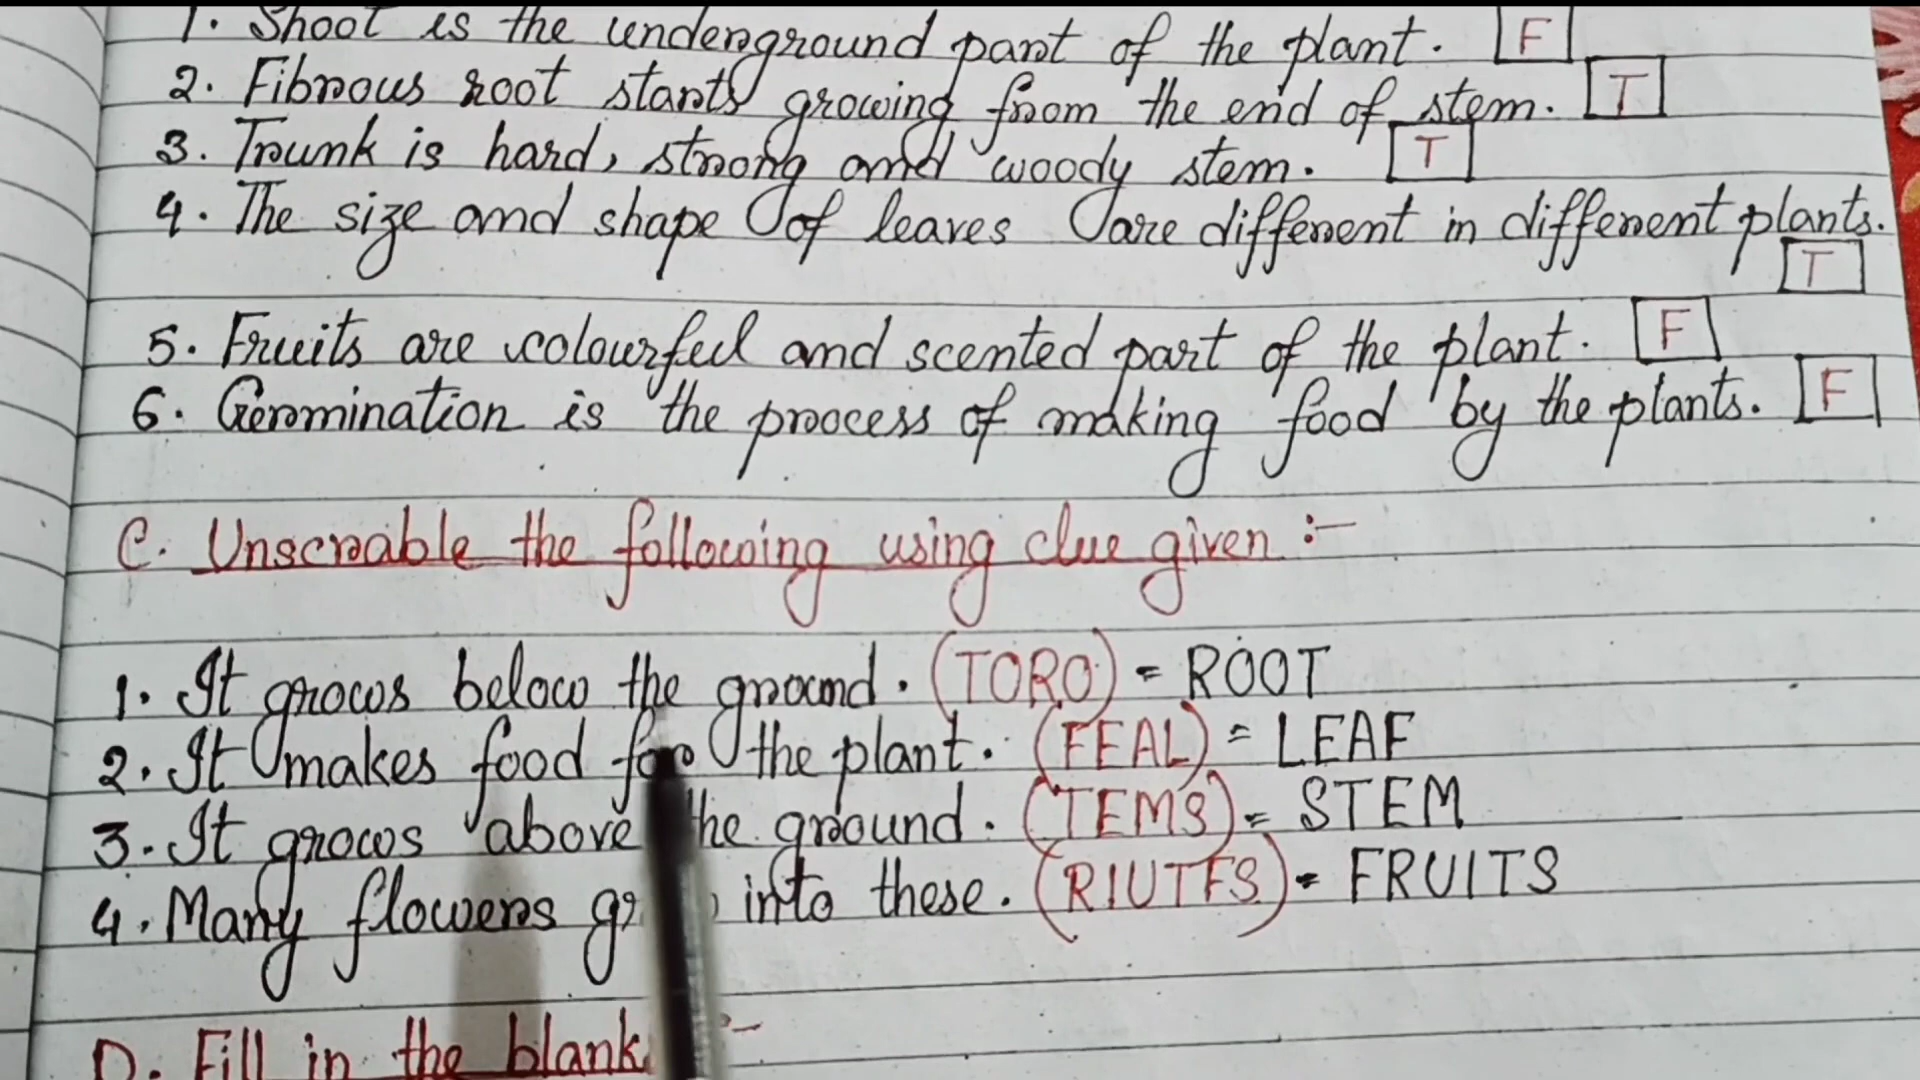 1. Shoot is the underground part of the plant. F
2. Fibrous root starts growing from the end of stem. T
3. Trunk is hard, strong and woody stem. T
4. The size and shape of leaves are different in different plants.
T
5. Fruits are colourful and scented part of the plant. F
6. Germination is the process of making food by the plants. F
C. Unscrable the following using clue given :-
1. It grows below the ground. (TORO) = ROOT
2. It makes food for the plant. (FEAL) = LEAF
3. It grows above the ground. (TEMS) = STEM
4. Many flowers into these. (RIUTFS) = FRUITS
D. Fill in the blank :-